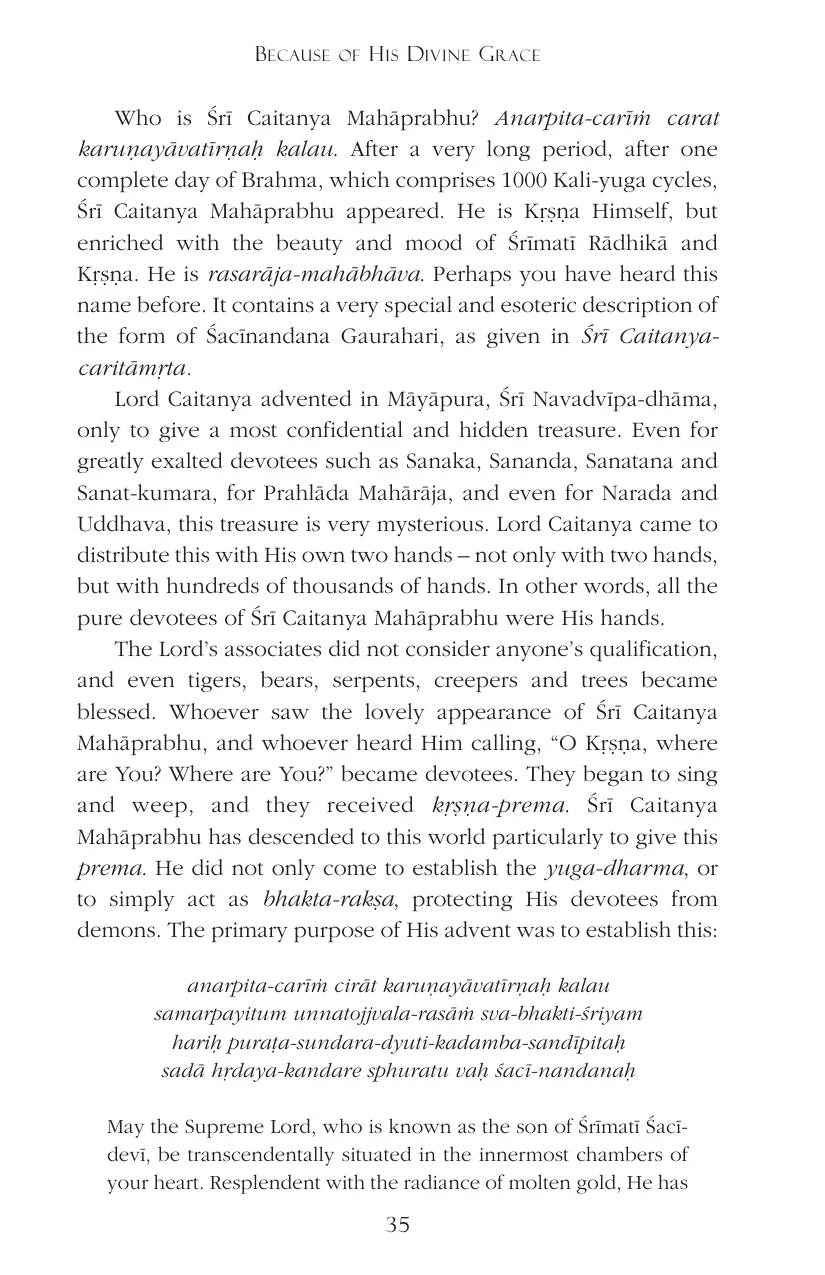 Because of His Divine Grace
Who is Śrī Caitanya Mahāprabhu? Anarpita-carīṁ carat
karuṇayāvatīrṇaḥ kalau. After a very long period, after one
complete day of Brahma, which comprises 1000 Kali-yuga cycles,
Śrī Caitanya Mahāprabhu appeared. He is Kṛṣṇa Himself, but
enriched with the beauty and mood of Śrīmatī Rādhikā and
Kṛṣṇa. He is rasarāja-mahābhāva. Perhaps you have heard this
name before. It contains a very special and esoteric description of
the form of Śacīnandana Gaurahari, as given in Śrī Caitanya-
caritāmṛta.
Lord Caitanya advented in Māyāpura, Śrī Navadvīpa-dhāma,
only to give a most confidential and hidden treasure. Even for
greatly exalted devotees such as Sanaka, Sananda, Sanatana and
Sanat-kumara, for Prahlāda Mahārāja, and even for Narada and
Uddhava, this treasure is very mysterious. Lord Caitanya came to
distribute this with His own two hands – not only with two hands,
but with hundreds of thousands of hands. In other words, all the
pure devotees of Śrī Caitanya Mahāprabhu were His hands.
The Lord’s associates did not consider anyone’s qualification,
and even tigers, bears, serpents, creepers and trees became
blessed. Whoever saw the lovely appearance of Śrī Caitanya
Mahāprabhu, and whoever heard Him calling, “O Kṛṣṇa, where
are You? Where are You?” became devotees. They began to sing
and weep, and they received kṛṣṇa-prema. Śrī Caitanya
Mahāprabhu has descended to this world particularly to give this
prema. He did not only come to establish the yuga-dharma, or
to simply act as bhakta-rakṣa, protecting His devotees from
demons. The primary purpose of His advent was to establish this:
anarpita-carīṁ cirāt karuṇayāvatīrṇaḥ kalau
samarpayitum unnatojjvala-rasāṁ sva-bhakti-śriyam
hariḥ puraṭa-sundara-dyuti-kadamba-sandīpitaḥ
sadā hṛdaya-kandare sphuratu vaḥ śacī-nandanaḥ
May the Supreme Lord, who is known as the son of Śrīmatī Śacī-
devī, be transcendentally situated in the innermost chambers of
your heart. Resplendent with the radiance of molten gold, He has
35